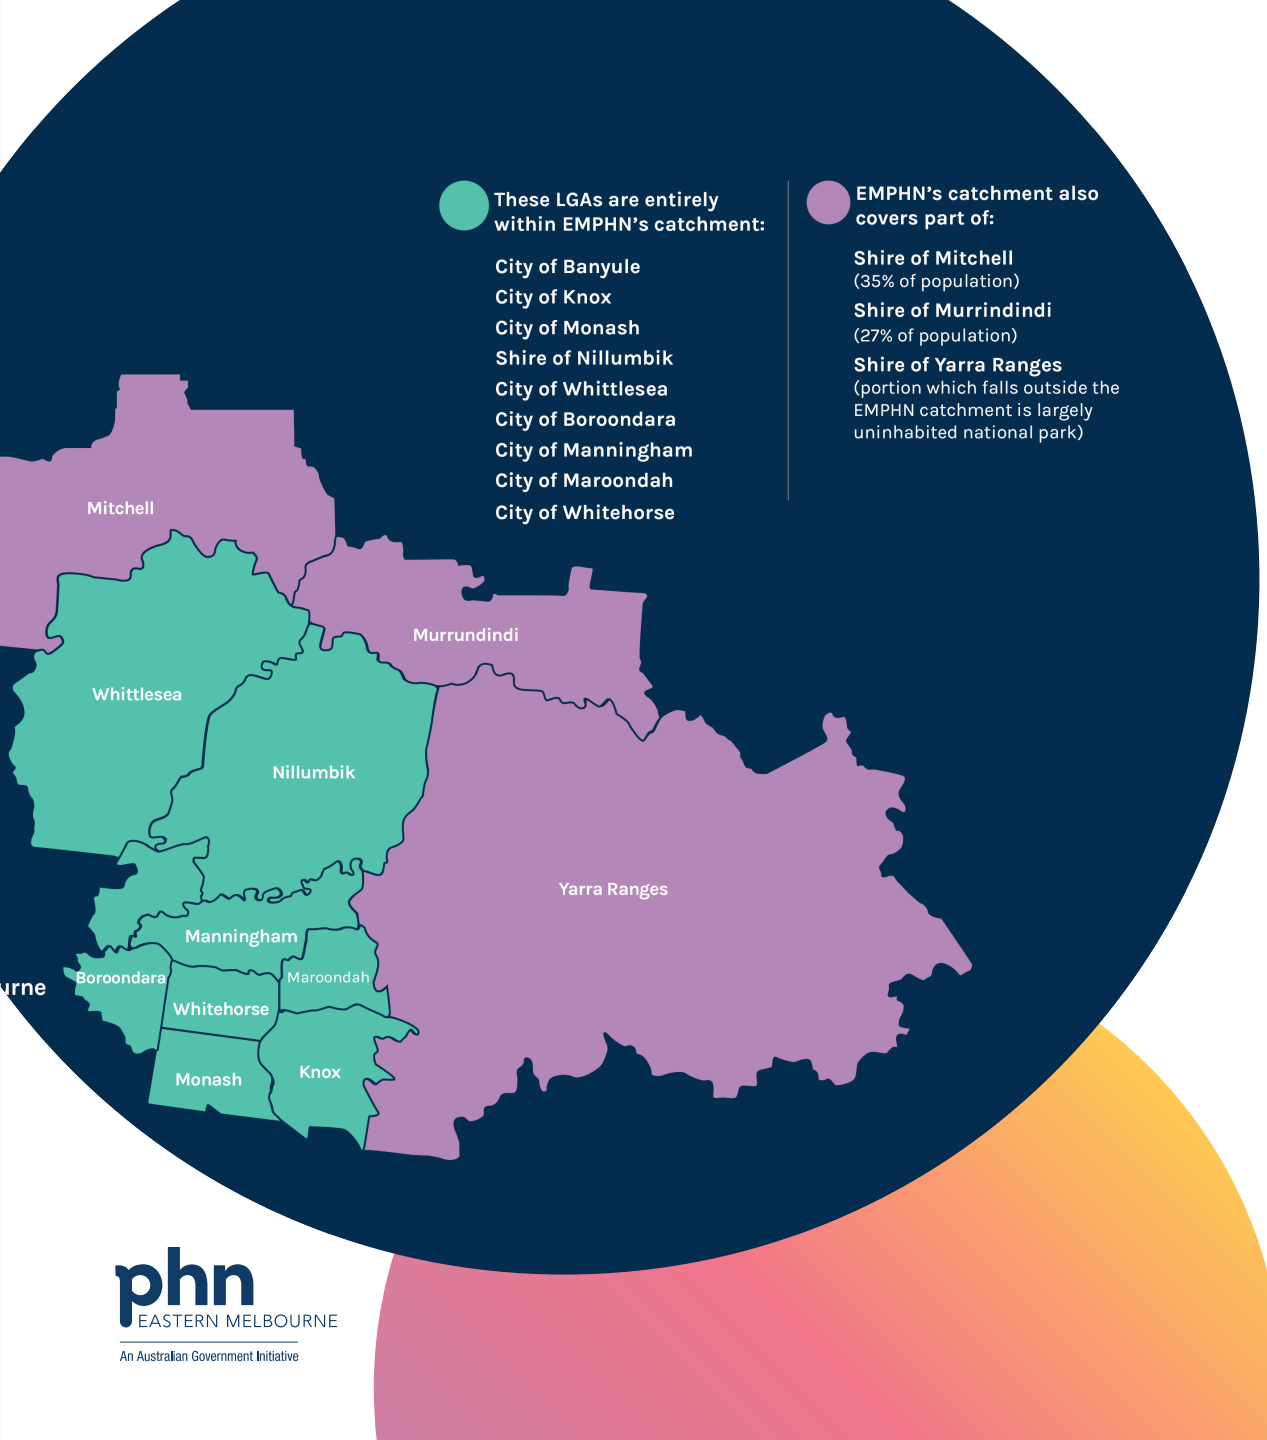 These LGAs are entirely
within EMPHN’s catchment:
City of Banyule
City of Knox
City of Monash
Shire of Nillumbik
City of Whittlesea
City of Boroondara
City of Manningham
City of Maroondah
City of Whitehorse
EMPHN’s catchment also
covers part of:
Shire of Mitchell
(35% of population)
Shire of Murrindindi
(27% of population)
Shire of Yarra Ranges
(portion which falls outside the
EMPHN catchment is largely
uninhabited national park)
Mitchell
Murrundindi
Whittlesea
Nillumbik
Yarra Ranges
Manningham
Boroondara
Maroondah
urne
Whitehorse
Knox
Monash
phn
EASTERN MELBOURNE
An Australian Government Initiative